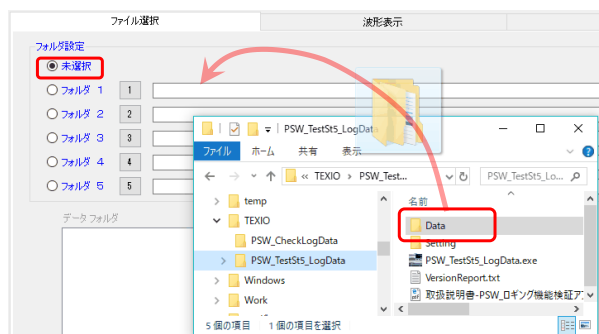 ファイル選択
波形表示
フォルダ設定
未選択
フォルダ 1
1
フォルダ 2
2
フォルダ 3
3
フォルダ 4
4
フォルダ 5
5
データ フォルダ
PSW_TestSt5_LogData
ファイル ホーム 共有 表示
« TEXIO › PSW_Test...
PSW_TestSt5_Lo...
temp
TEXIO
PSW_CheckLogData
PSW_TestSt5_LogData
Windows
Work
名前
Data
Setting
PSW_TestSt5_LogData.exe
VersionReport.txt
取扱説明書-PSW_ロギング機能検証ア
5 個の項目 1 個の項目を選択